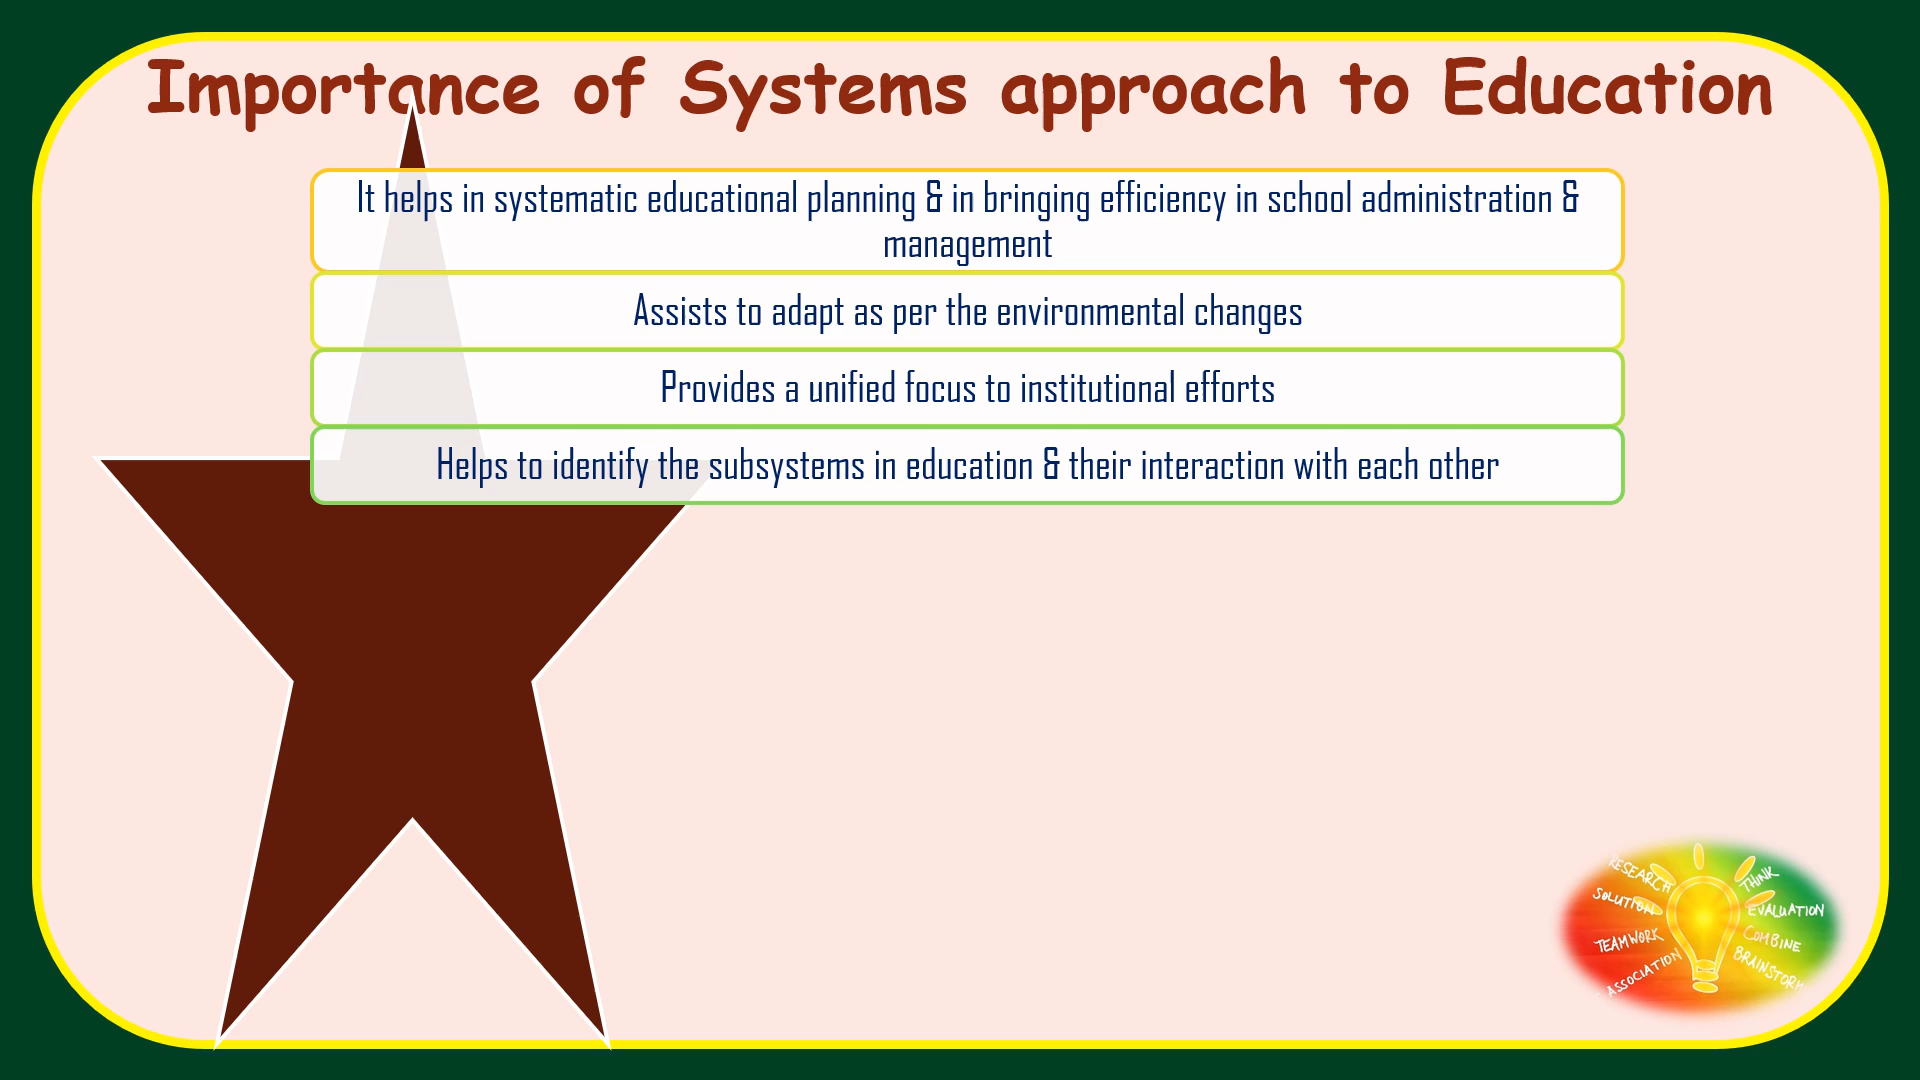 Importance of Systems approach to Education
It helps in systematic educational planning & in bringing efficiency in school administration &
management
Assists to adapt as per the environmental changes
Provides a unified focus to institutional efforts
Helps to identify the subsystems in education & their interaction with each other
RESEARCH
SOLUTION
TEAMWORK
ASSOCIATION
THINK
EVALUATION
COMBINE
BRAINSTORM